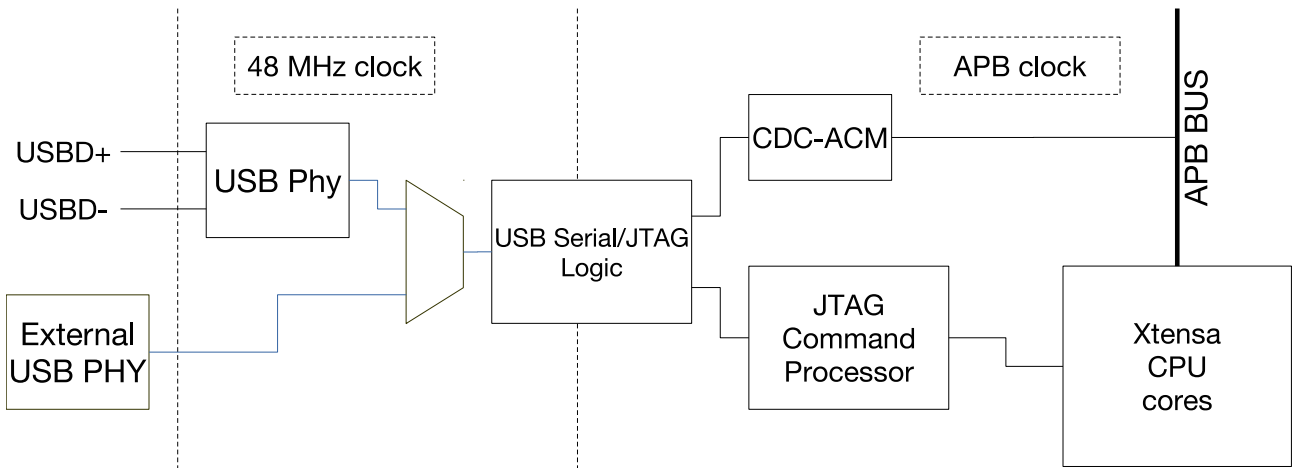 48 MHz clock
APB clock
USBD+
USBD-
USB Phy
External
USB PHY
USB Serial/JTAG
Logic
CDC-ACM
JTAG
Command
Processor
APB BUS
Xtensa
CPU
cores